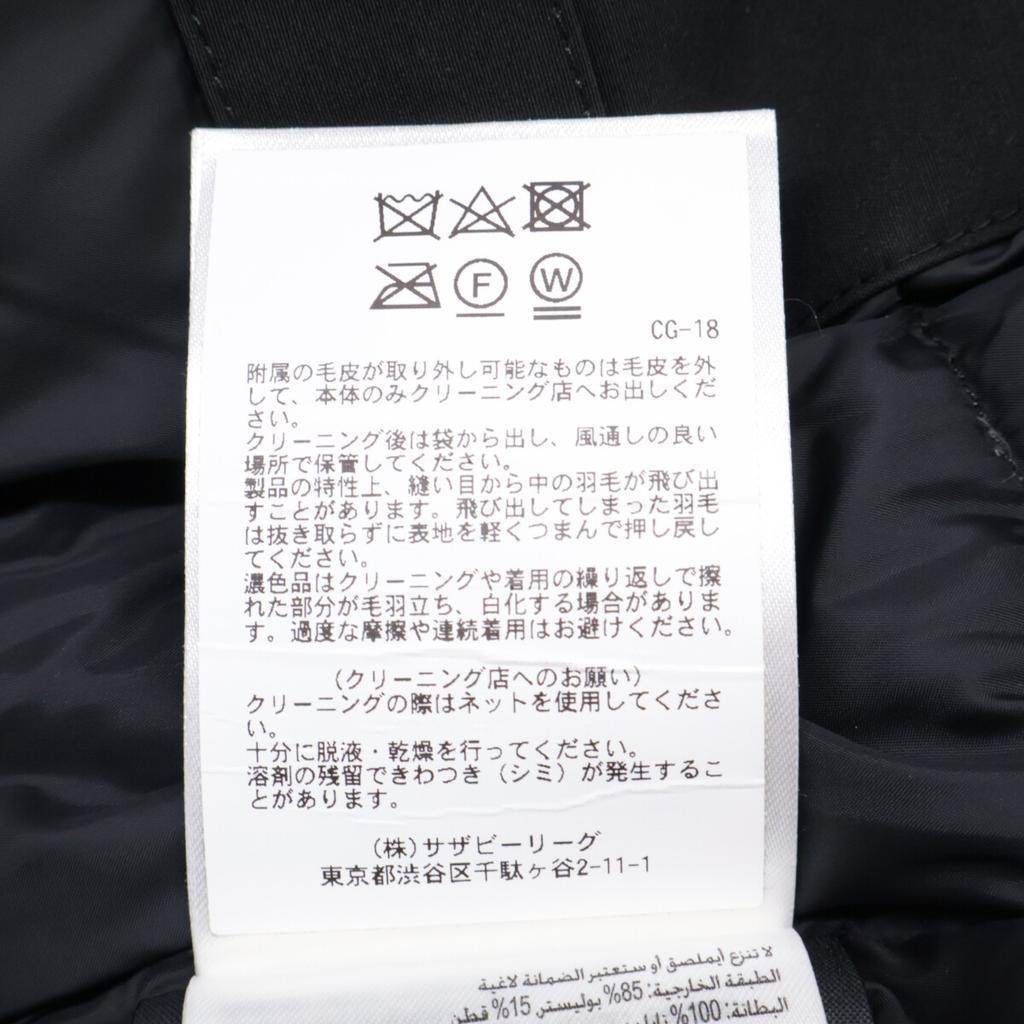 F W
CG-18
附属の毛皮が取り外し可能なものは毛皮を外
して、本体のみクリーニング店へお出しくだ
さい。
クリーニング後は袋から出し、風通しの良い
場所で保管してください。
製品の特性上、縫い目から中の羽毛が飛び出
すことがあります。飛び出してしまった羽毛
は抜き取らずに表地を軽くつまんで押し戻し
てください。
濃色品はクリーニングや着用の繰り返しで擦
れた部分が毛羽立ち、白化する場合がありま
す。過度な摩擦や連続着用はお避けください。
(クリーニング店へのお願い)
クリーニングの際はネットを使用してくださ
い。
十分に脱液・乾燥を行ってください。
溶剤の残留できわつき（シミ）が発生するこ
とがあります。
(株)サザビーリーグ
東京都渋谷区千駄ヶ谷2-11-1
لا تنزع أيملصق أو ستعتبر الضمانة لاغية
الطبقة الخارجية: 85% بوليستر, 15% قطن
البطانة: 100%